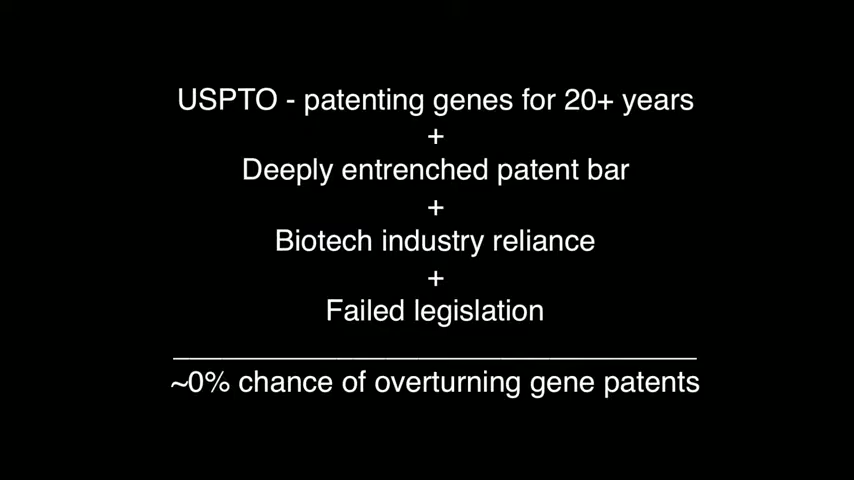 USPTO - patenting genes for 20+ years
+
Deeply entrenched patent bar
+
Biotech industry reliance
+
Failed legislation
~0% chance of overturning gene patents